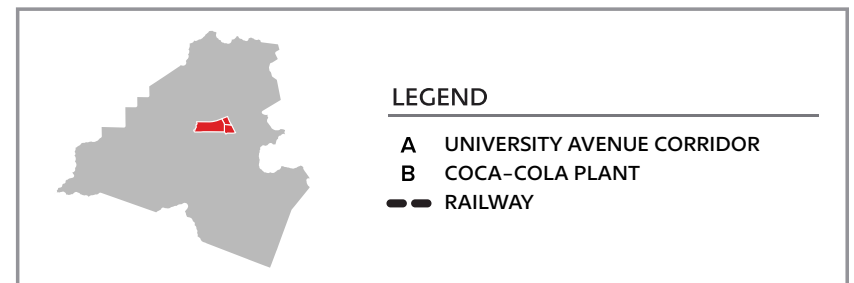 LEGEND
A UNIVERSITY AVENUE CORRIDOR
B COCA-COLA PLANT
RAILWAY